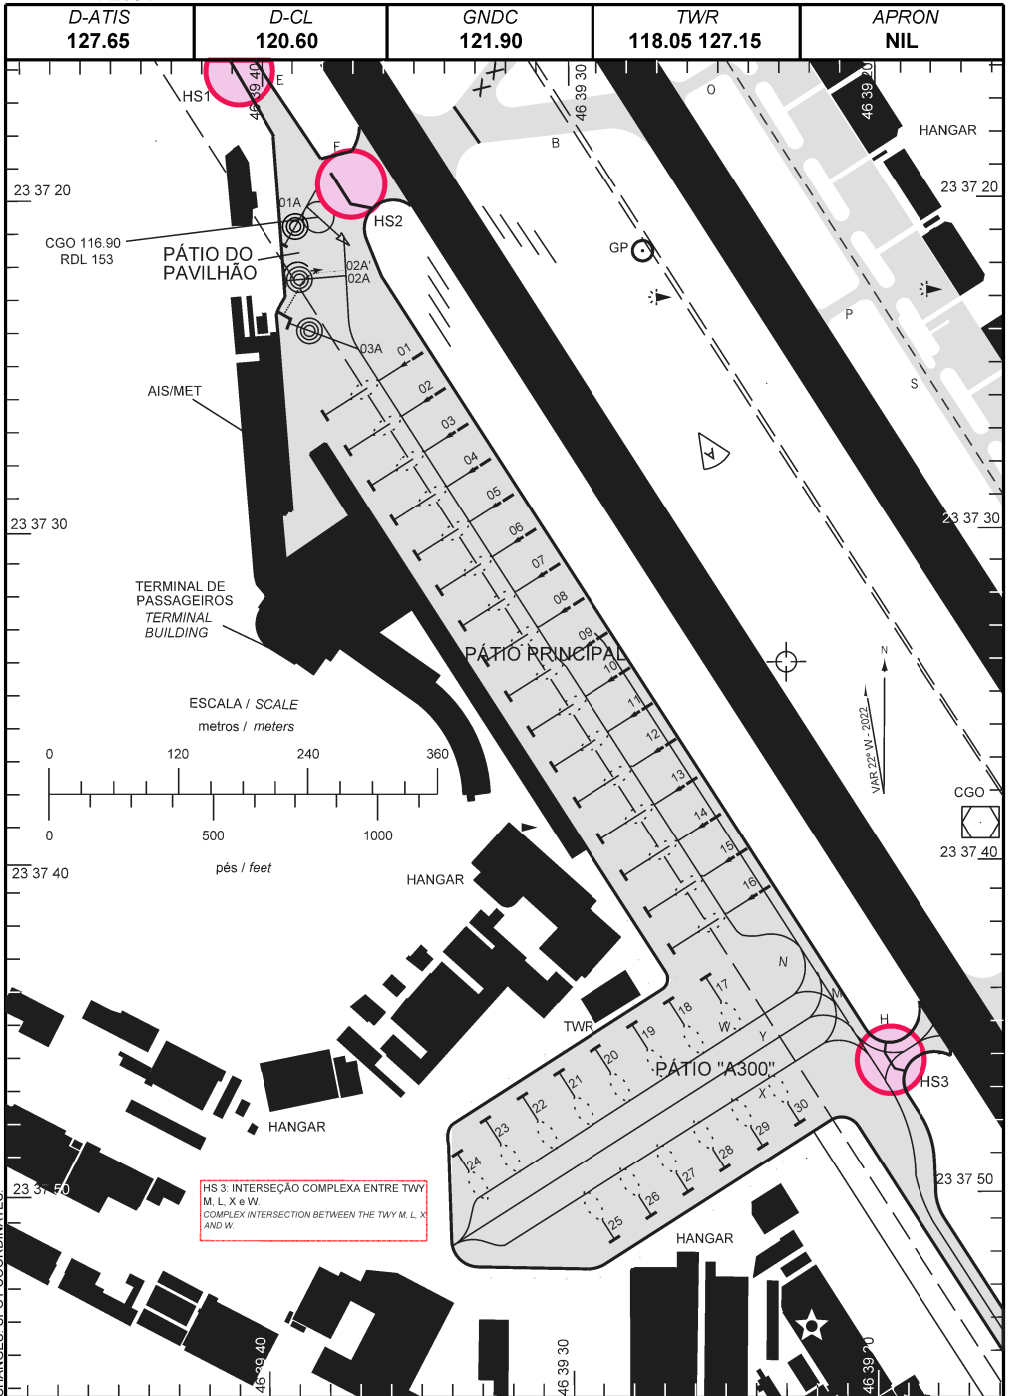 D-ATIS
127.65
D-CL
120.60
GNDC
121.90
TWR
118.05 127.15
APRON
NIL
46 39 40
46 39 30
46 39 20
HS1
E
F
HS2
B
O
HANGAR
23 37 20
23 37 20
01A
CGO 116.90
RDL 153
PÁTIO DO
PAVILHÃO
02A'
02A
03A
GP
P
S
AIS/MET
A
01
02
03
04
05
06
07
08
09
10
11
12
13
14
15
16
23 37 30
23 37 30
TERMINAL DE
PASSAGEIROS
TERMINAL
BUILDING
PÁTIO PRINCIPAL
N
VAR 22° W - 2022
ESCALA / SCALE
metros / meters
0
120
240
360
0
500
1000
pés / feet
CGO
23 37 40
23 37 40
HANGAR
N
M
H
HS3
TWR
W
Y
X
PÁTIO "A300"
17
18
19
20
21
22
23
24
25
26
27
28
29
30
HANGAR
23 37 50
23 37 50
HS 3: INTERSEÇÃO COMPLEXA ENTRE TWY
M, L, X e W.
COMPLEX INTERSECTION BETWEEN THE TWY M, L, X
AND W.
HANGAR
46 39 40
46 39 30
46 39 20